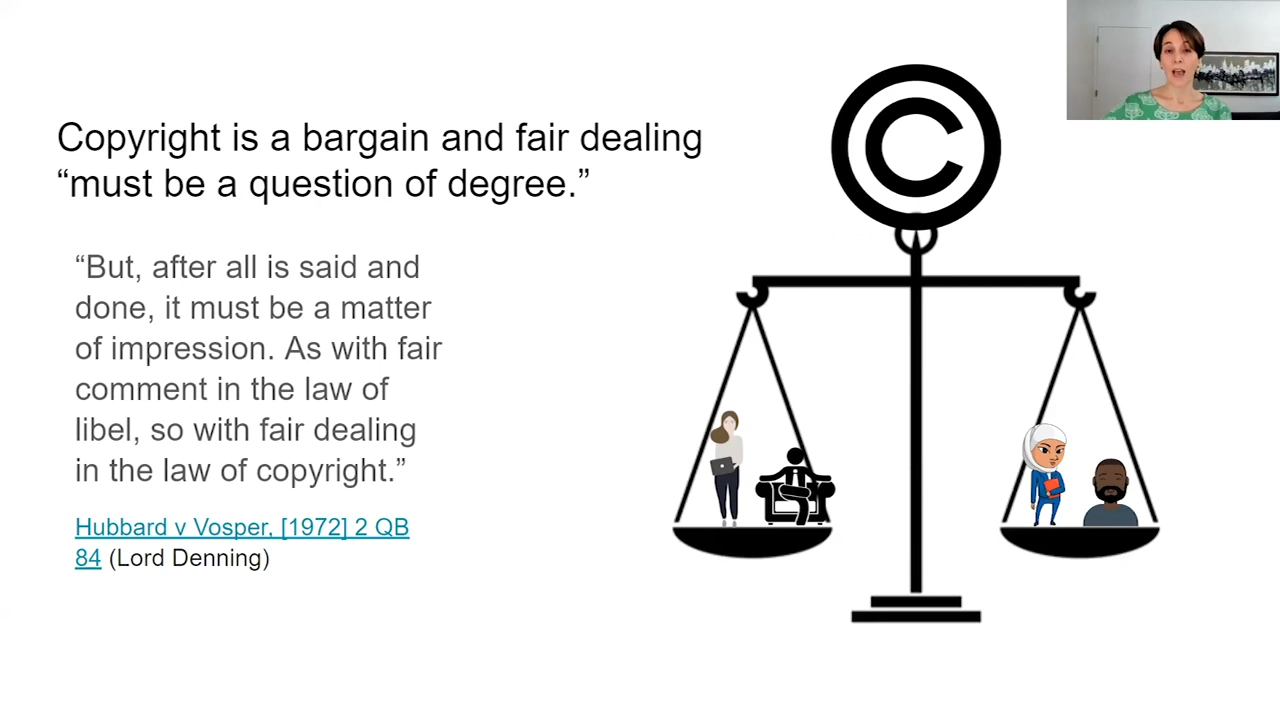 Copyright is a bargain and fair dealing
“must be a question of degree.”
“But, after all is said and
done, it must be a matter
of impression. As with fair
comment in the law of
libel, so with fair dealing
in the law of copyright.”
Hubbard v Vosper, [1972] 2 QB
84 (Lord Denning)